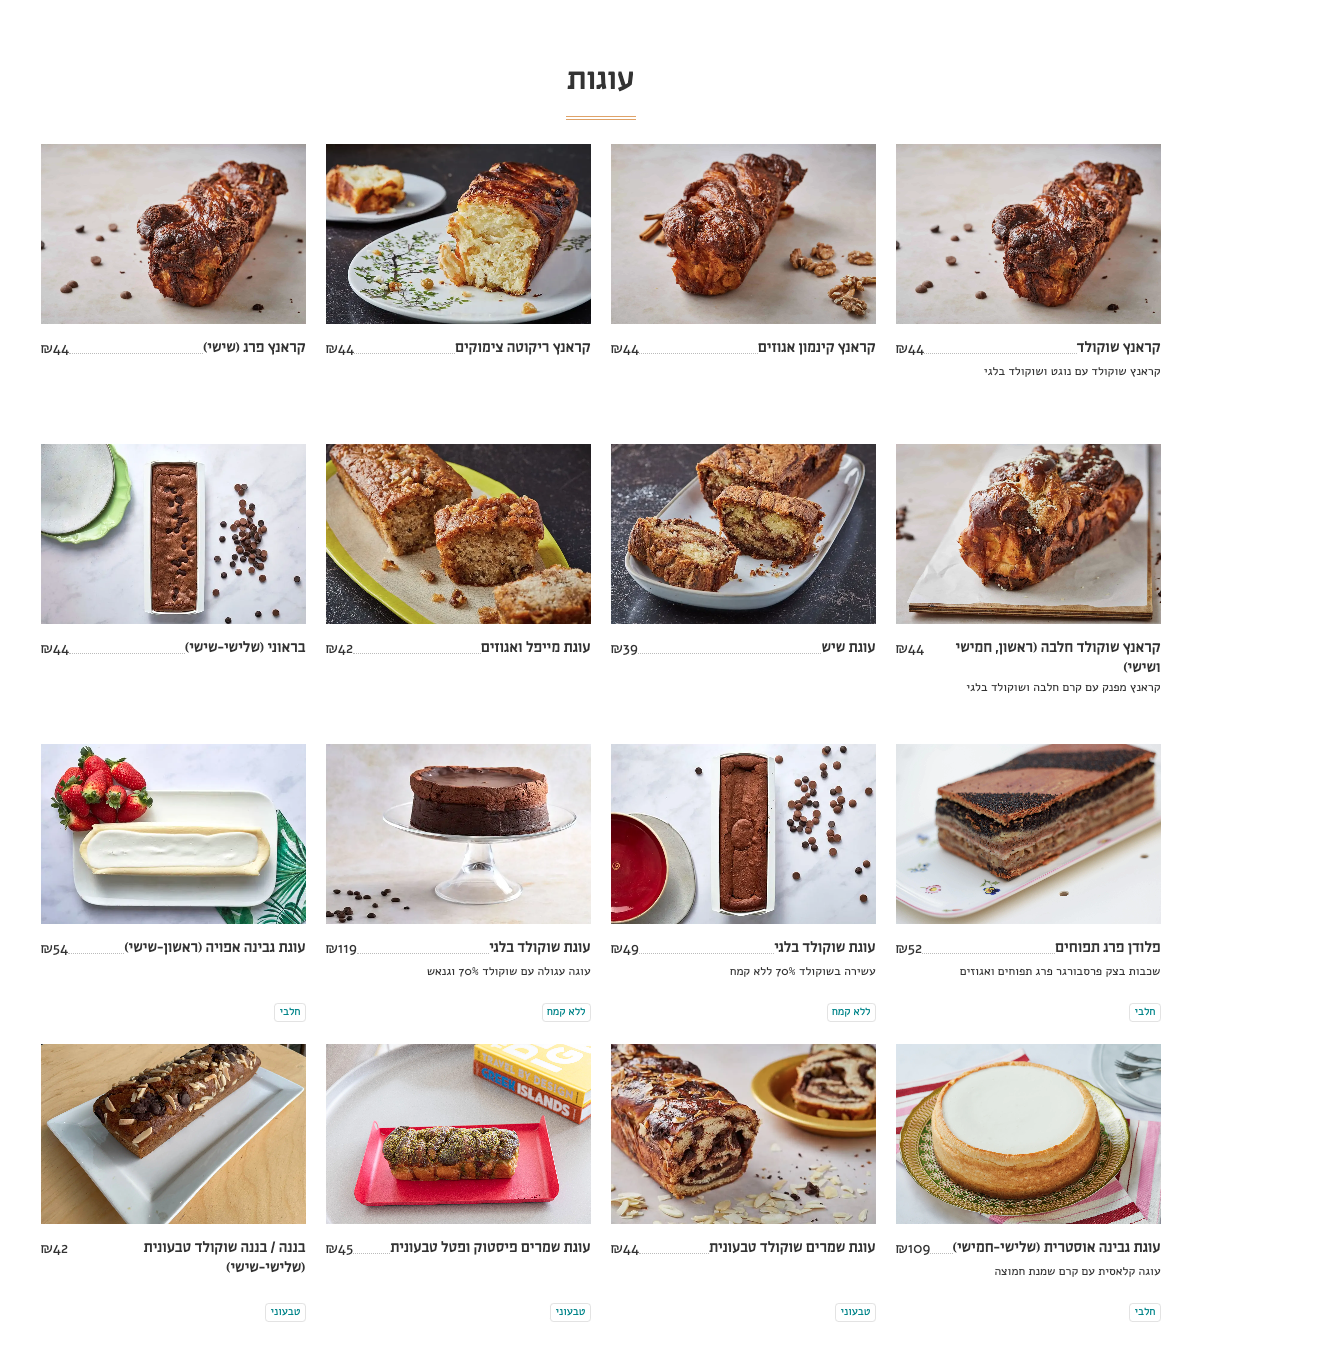 עוגות
קראנץ שוקולד ₪44
קראנץ שוקולד עם נוגט ושוקולד בלגי
קראנץ קינמון אגוזים ₪44
קראנץ ריקוטה צימוקים ₪44
קראנץ פרג (שישי) ₪44
קראנץ שוקולד חלבה (ראשון, חמישי ₪44
ושישי)
קראנץ מפנק עם קרם חלבה ושוקולד בלגי
עוגת שיש ₪39
עוגת מייפל ואגוזים ₪42
בראוני (שלישי-שישי) ₪44
פלודן פרג תפוחים ₪52
שכבות בצק פרסבורגר פרג תפוחים ואגוזים
חלבי
עוגת שוקולד בלגי ₪49
עשירה בשוקולד 70% ללא קמח
ללא קמח
עוגת שוקולד בלגי ₪119
עוגה עגולה עם שוקולד 70% וגנאש
ללא קמח
עוגת גבינה אפויה (ראשון-שישי) ₪54
חלבי
עוגת גבינה אוסטרית (שלישי-חמישי) ₪109
עוגה קלאסית עם קרם שמנת חמוצה
חלבי
עוגת שמרים שוקולד טבעונית ₪44
טבעוני
TRAVEL BY DESIGN
GREEK ISLANDS
עוגת שמרים פיסטוק ופטל טבעונית ₪45
טבעוני
בננה / בננה שוקולד טבעונית ₪42
(שלישי-שישי)
טבעוני